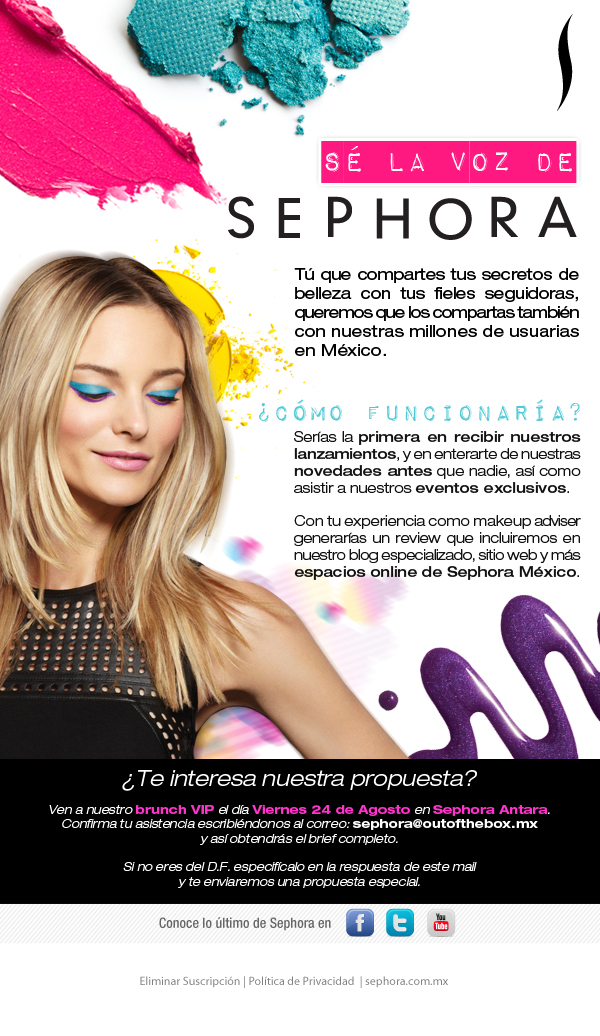 SÉ LA VOZ DE
SEPHORA
Tú que compartes tus secretos de
belleza con tus fieles seguidoras,
queremos que los compartas también
con nuestras millones de usuarias
en México.
¿CÓMO FUNCIONARÍA?
Serías la primera en recibir nuestros
lanzamientos, y en enterarte de nuestras
novedades antes que nadie, así como
asistir a nuestros eventos exclusivos.
Con tu experiencia como makeup adviser
generarías un review que incluiremos en
nuestro blog especializado, sitio web y más
espacios online de Sephora México.
¿Te interesa nuestra propuesta?
Ven a nuestro brunch VIP el día Viernes 24 de Agosto en Sephora Antara.
Confirma tu asistencia escribiéndonos al correo: sephora@outofthebox.mx
y así obtendrás el brief completo.
Si no eres del D.F. especifícalo en la respuesta de este mail
y te enviaremos una propuesta especial.
Conoce lo último de Sephora en f t You Tube
Eliminar Suscripción | Política de Privacidad | sephora.com.mx